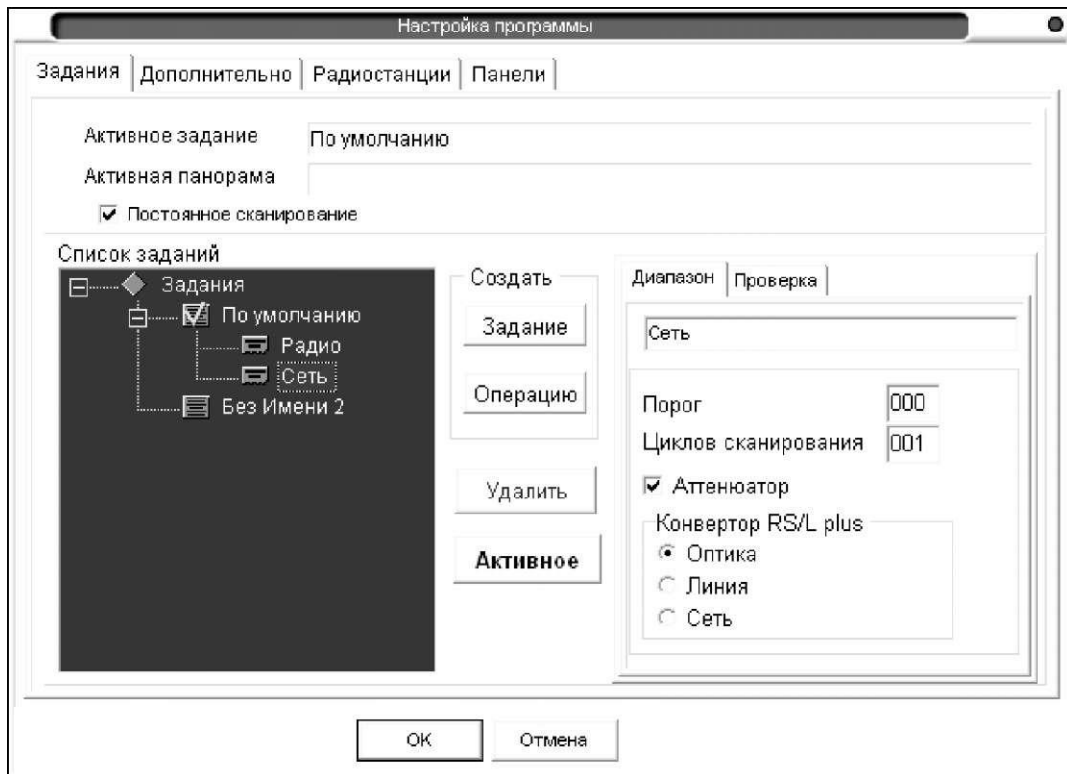 Настройка программы
Задания Дополнительно Радиостанции Панели
Активное задание По умолчанию
Активная панорама
Постоянное сканирование
Список заданий
Задания
По умолчанию
Радио
Сеть
Без Имени 2
Создать
Задание
Операцию
Удалить
Активное
Диапазон Проверка
Сеть
Порог 000
Циклов сканирования 001
Аттенюатор
Конвертор RS/L plus
Оптика
Линия
Сеть
OK Отмена